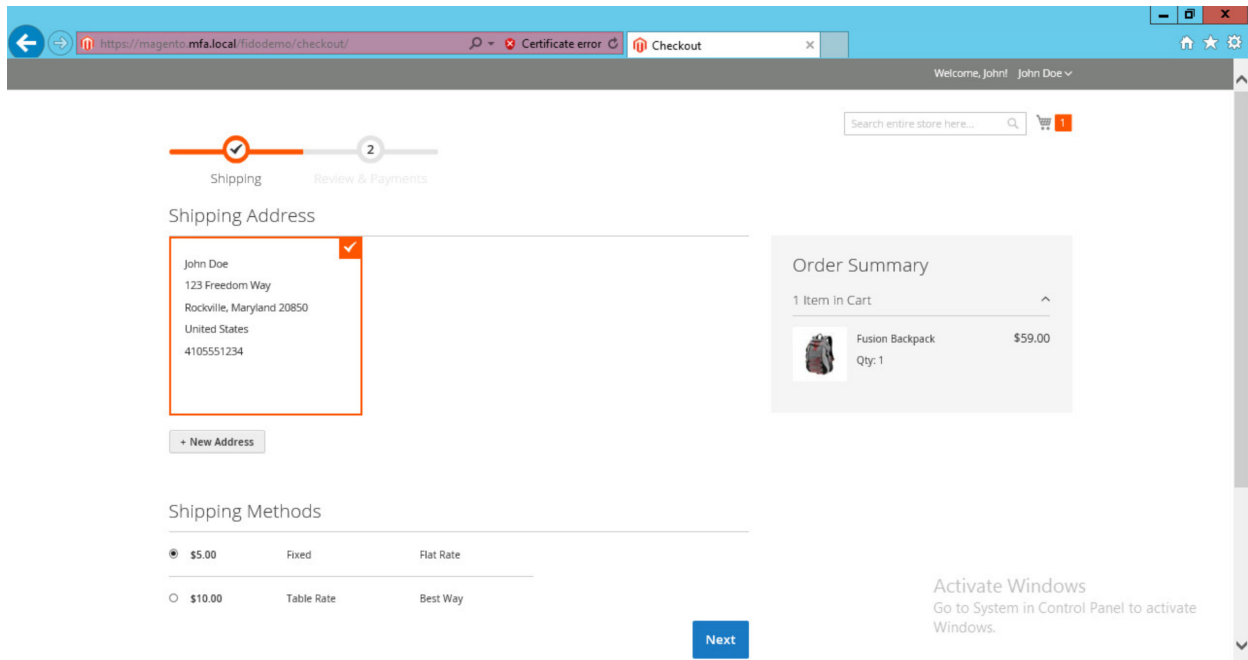 https://magento.mfa.local/fidodemo/checkout/
Certificate error
Checkout
Welcome, John! John Doe
Search entire store here...
1
2
Shipping
Review & Payments
Shipping Address
John Doe
123 Freedom Way
Rockville, Maryland 20850
United States
4105551234
+ New Address
Order Summary
1 Item in Cart
Fusion Backpack $59.00
Qty: 1
Shipping Methods
$5.00 Fixed Flat Rate
$10.00 Table Rate Best Way
Next
Activate Windows
Go to System in Control Panel to activate
Windows.